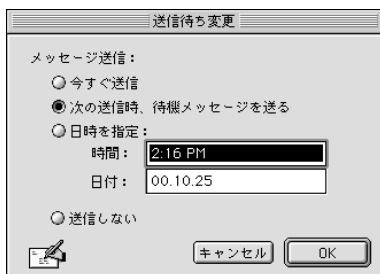 送信待ち変更
メッセージ送信：
今すぐ送信
次の送信時、待機メッセージを送る
日時を指定：
時間： 2:16 PM
日付： 00.10.25
送信しない
キャンセル OK